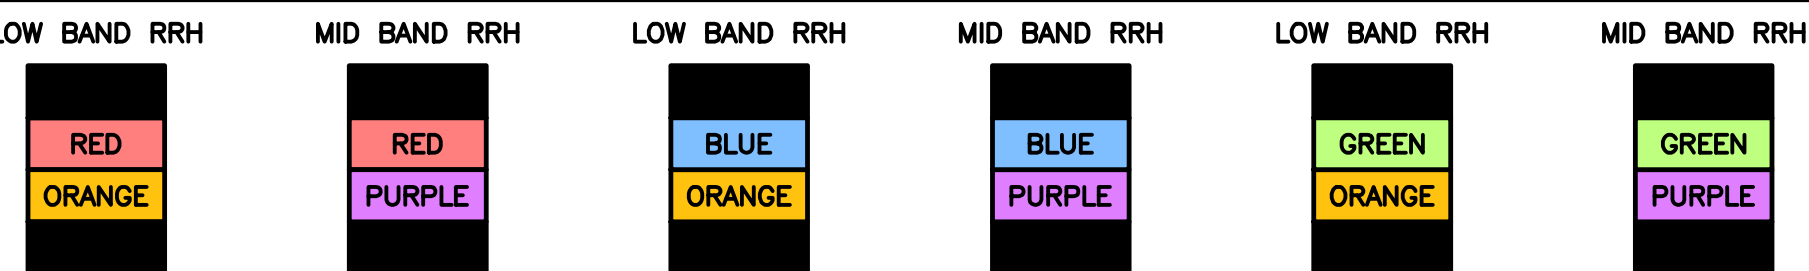 LOW BAND RRH MID BAND RRH LOW BAND RRH MID BAND RRH LOW BAND RRH MID BAND RRH
RED RED BLUE BLUE GREEN GREEN
ORANGE PURPLE ORANGE PURPLE ORANGE PURPLE